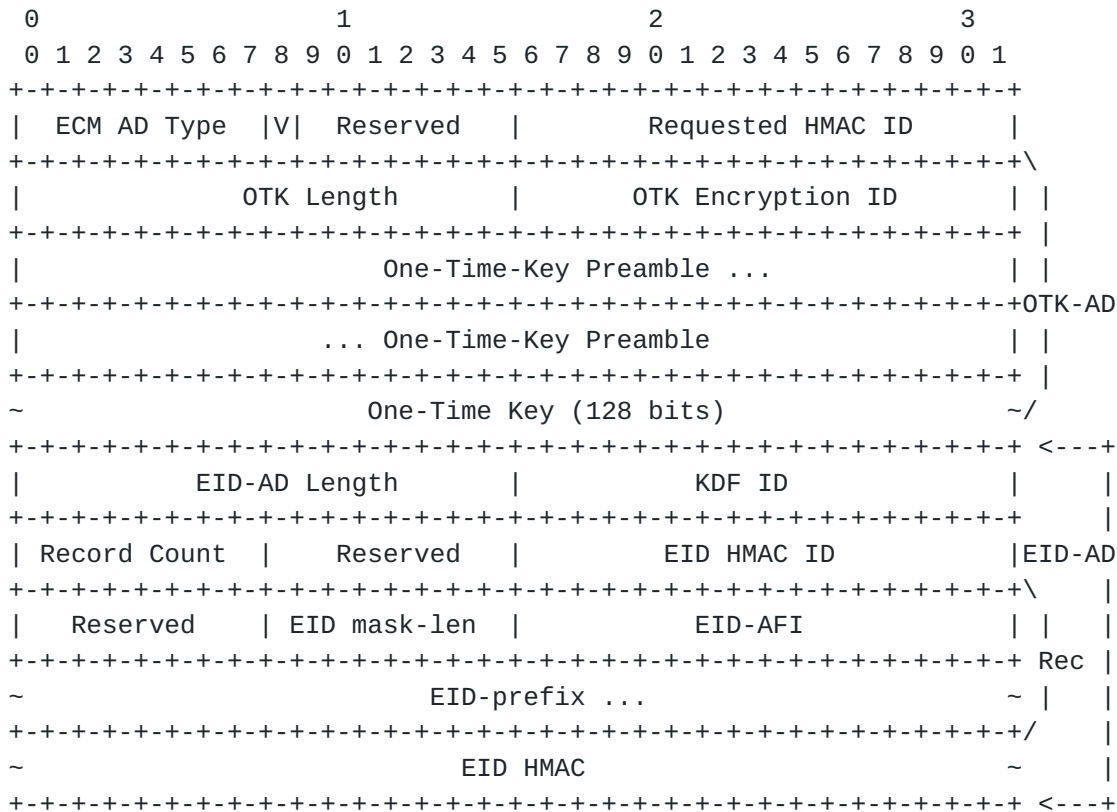 0                   1                   2                   3
 0 1 2 3 4 5 6 7 8 9 0 1 2 3 4 5 6 7 8 9 0 1 2 3 4 5 6 7 8 9 0 1
+-+-+-+-+-+-+-+-+-+-+-+-+-+-+-+-+-+-+-+-+-+-+-+-+-+-+-+-+-+-+-+-+
|  ECM AD Type  |V|  Reserved   |        Requested HMAC ID      |
+-+-+-+-+-+-+-+-+-+-+-+-+-+-+-+-+-+-+-+-+-+-+-+-+-+-+-+-+-+-+-+-+\
|              OTK Length       |       OTK Encryption ID       | |
+-+-+-+-+-+-+-+-+-+-+-+-+-+-+-+-+-+-+-+-+-+-+-+-+-+-+-+-+-+-+-+-+ |
|                       One-Time-Key Preamble ...               | |
+-+-+-+-+-+-+-+-+-+-+-+-+-+-+-+-+-+-+-+-+-+-+-+-+-+-+-+-+-+-+-+-+OTK-AD
|                   ... One-Time-Key Preamble                   | |
+-+-+-+-+-+-+-+-+-+-+-+-+-+-+-+-+-+-+-+-+-+-+-+-+-+-+-+-+-+-+-+-+ |
~                      One-Time Key (128 bits)                  ~/
+-+-+-+-+-+-+-+-+-+-+-+-+-+-+-+-+-+-+-+-+-+-+-+-+-+-+-+-+-+-+-+-+ <---+
|           EID-AD Length       |           KDF ID              |     |
+-+-+-+-+-+-+-+-+-+-+-+-+-+-+-+-+-+-+-+-+-+-+-+-+-+-+-+-+-+-+-+-+     |
| Record Count  |    Reserved   |         EID HMAC ID           |EID-AD
+-+-+-+-+-+-+-+-+-+-+-+-+-+-+-+-+-+-+-+-+-+-+-+-+-+-+-+-+-+-+-+-+\    |
|   Reserved    | EID mask-len  |           EID-AFI             | |   |
+-+-+-+-+-+-+-+-+-+-+-+-+-+-+-+-+-+-+-+-+-+-+-+-+-+-+-+-+-+-+-+-+ Rec |
~                          EID-prefix ...                       ~ |   |
+-+-+-+-+-+-+-+-+-+-+-+-+-+-+-+-+-+-+-+-+-+-+-+-+-+-+-+-+-+-+-+-+/    |
~                            EID HMAC                           ~     |
+-+-+-+-+-+-+-+-+-+-+-+-+-+-+-+-+-+-+-+-+-+-+-+-+-+-+-+-+-+-+-+-+ <---+